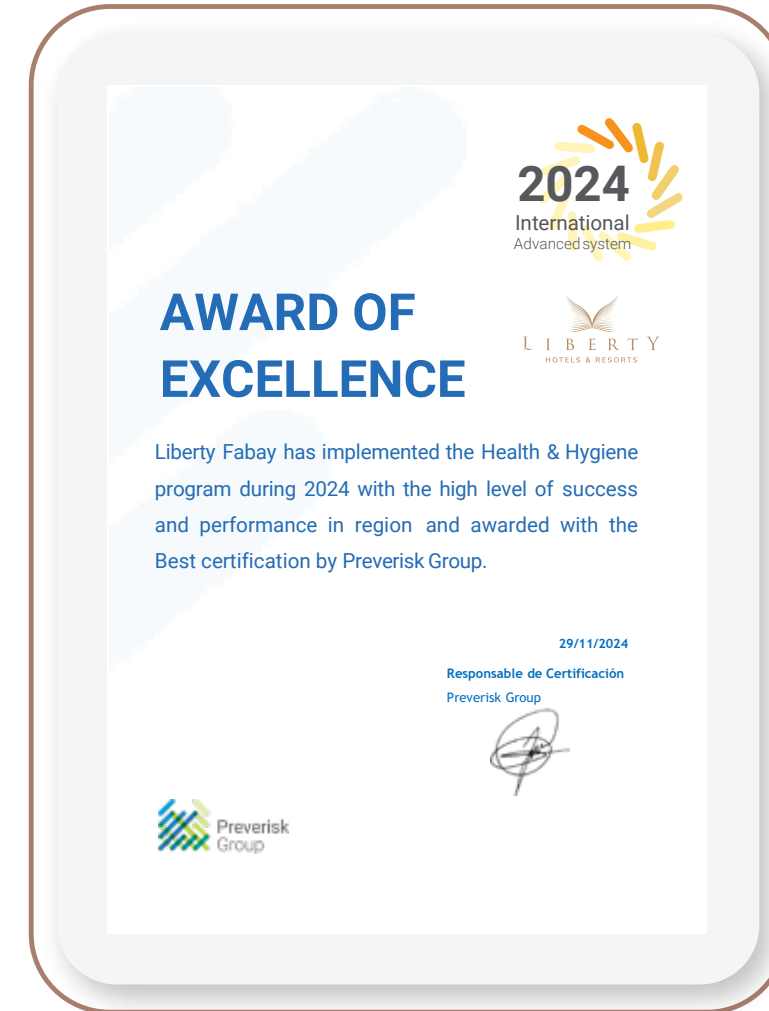 2024
International
Advanced system
AWARD OF
EXCELLENCE
LIBERTY
HOTELS & RESORTS
Liberty Fabay has implemented the Health & Hygiene
program during 2024 with the high level of success
and performance in region and awarded with the
Best certification by Preverisk Group.
29/11/2024
Responsable de Certificación
Preverisk Group
Preverisk
Group